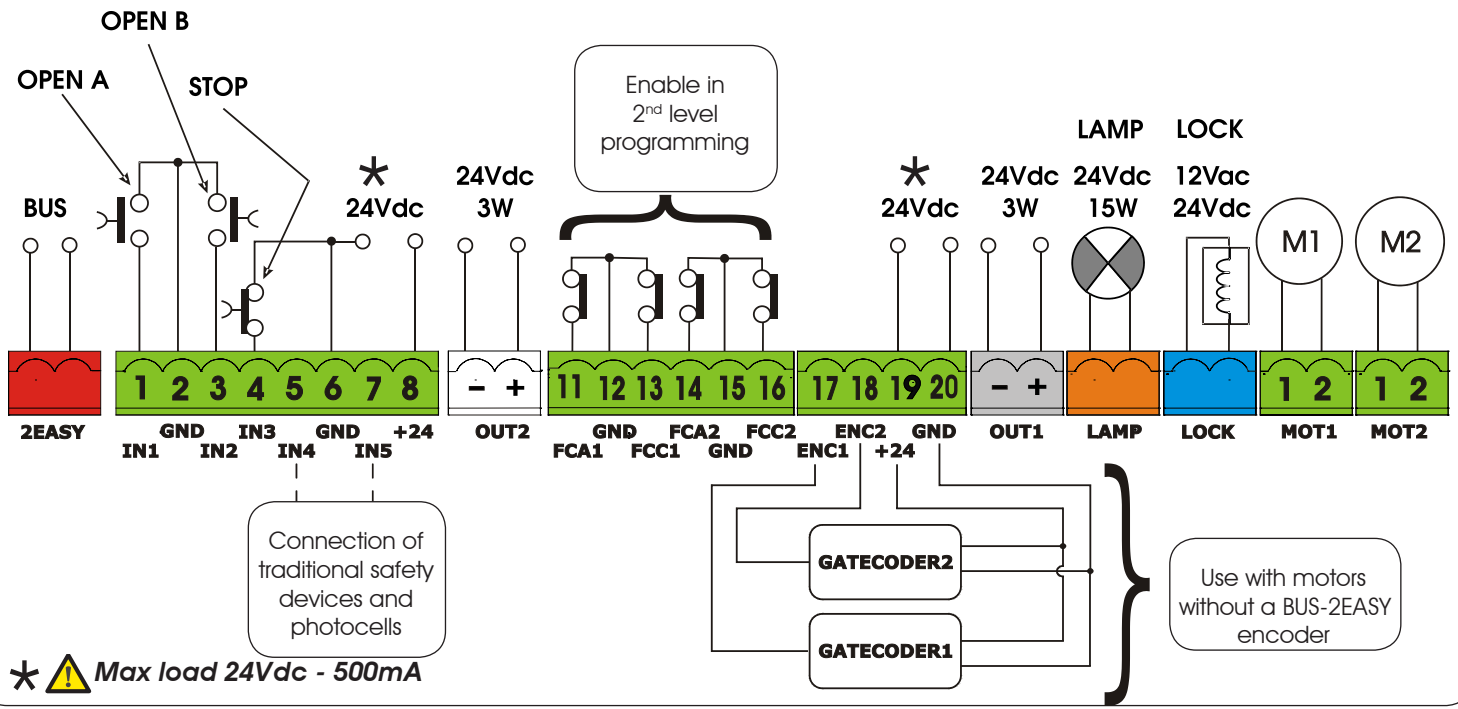 OPEN B
OPEN A
STOP
BUS
*
24Vdc
24Vdc
3W
Enable in
2nd level
programming
*
24Vdc
24Vdc
3W
LAMP
24Vdc
15W
LOCK
12Vac
24Vdc
M1
M2
1 2 3 4 5 6 7 8
- +
11 12 13 14 15 16
17 18 19 20
- +
1 2
1 2
2EASY
IN1
GND
IN2
IN3
IN4
GND
IN5
+24
OUT2
FCA1
GND
FCC1
FCA2
GND
FCC2
ENC1
ENC2
+24
GND
OUT1
LAMP
LOCK
MOT1
MOT2
Connection of
traditional safety
devices and
photocells
GATECODER2
GATECODER1
Use with motors
without a BUS-2EASY
encoder
* ! Max load 24Vdc - 500mA